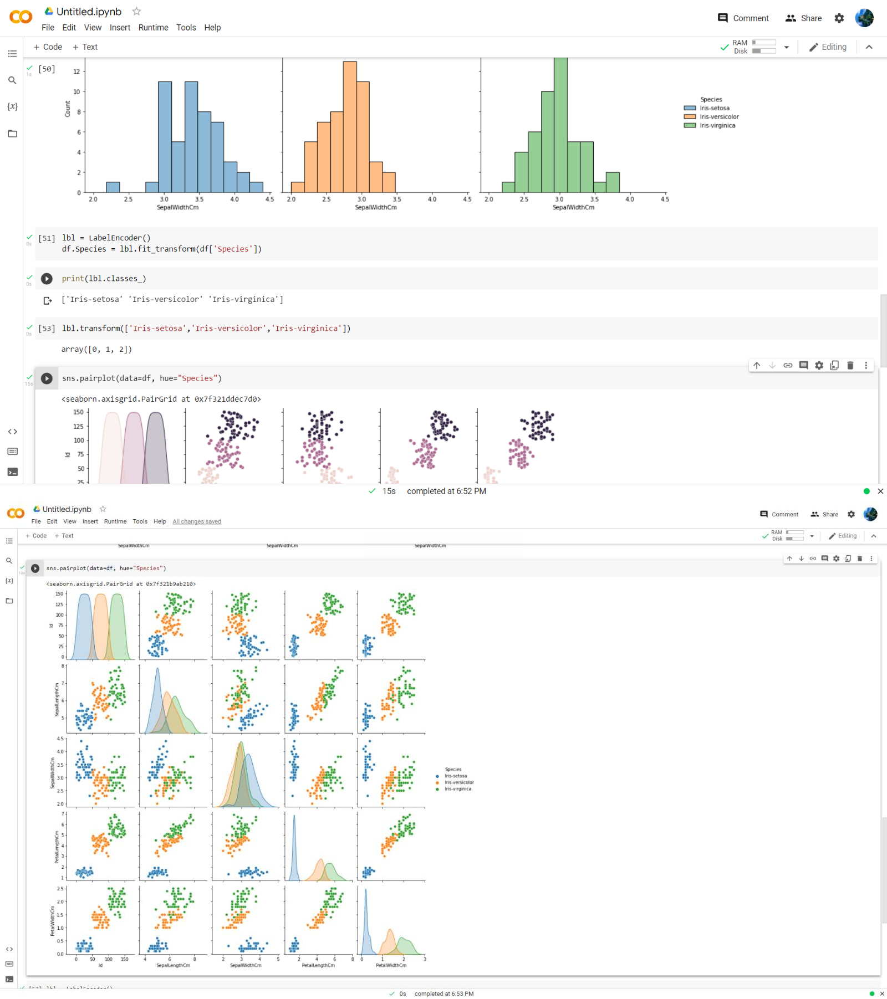 Untitled.ipynb
File Edit View Insert Runtime Tools Help
Comment Share
+ Code + Text
RAM
Disk
Editing
1s
[50]
12
10
8
6
4
2
0
Count
2.0 2.5 3.0 3.5 4.0 4.5
2.0 2.5 3.0 3.5 4.0 4.5
2.0 2.5 3.0 3.5 4.0 4.5
SepalWidthCm SepalWidthCm SepalWidthCm
Species
Iris-setosa
Iris-versicolor
Iris-virginica
0s
[51] lbl = LabelEncoder()
df.Species = lbl.fit_transform(df['Species'])
0s
print(lbl.classes_)
['Iris-setosa' 'Iris-versicolor' 'Iris-virginica']
0s
[53] lbl.transform(['Iris-setosa','Iris-versicolor','Iris-virginica'])
array([0, 1, 2])
15s
sns.pairplot(data=df, hue="Species")
<seaborn.axisgrid.PairGrid at 0x7f321ddec7d0>
150
125
100
75
50
25
Id
15s completed at 6:52 PM
Untitled.ipynb
File Edit View Insert Runtime Tools Help All changes saved
Comment Share
+ Code + Text
RAM
Disk
Editing
SepalWidthCm SepalWidthCm SepalWidthCm
sns.pairplot(data=df, hue="Species")
<seaborn.axisgrid.PairGrid at 0x7f321b9ab210>
150
125
100
75
50
25
0
Id
8
7
6
5
SepalLengthCm
4.5
4.0
3.5
3.0
2.5
2.0
SepalWidthCm
Species
Iris-setosa
Iris-versicolor
Iris-virginica
7
6
5
4
3
2
1
PetalLengthCm
2.5
2.0
1.5
1.0
0.5
0.0
PetalWidthCm
0 50 100 150
4 6 8
2 3 4 5
2 4 6 8
0 1 2 3
Id SepalLengthCm SepalWidthCm PetalLengthCm PetalWidthCm
lbl = LabelEncoder()
0s completed at 6:53 PM